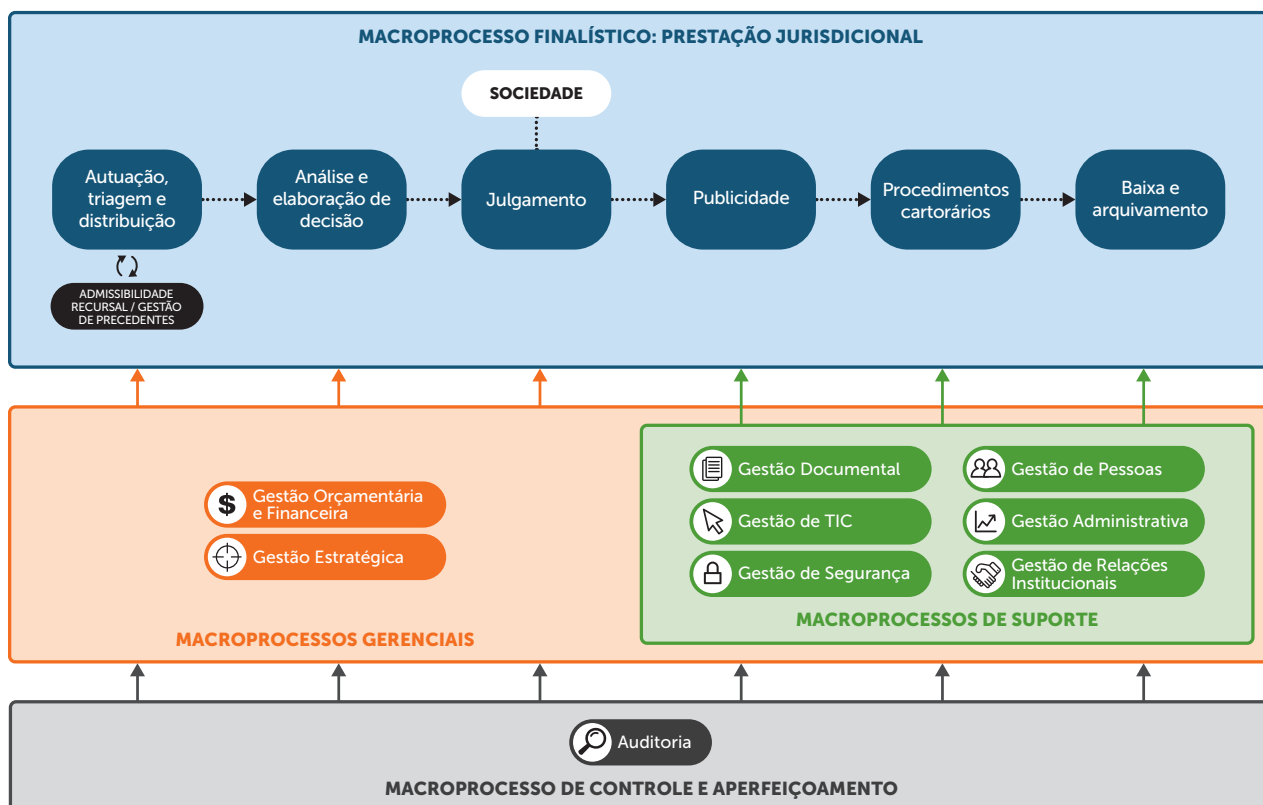 MACROPROCESSO FINALÍSTICO: PRESTAÇÃO JURISDICIONAL
SOCIEDADE
Autuação,
triagem e
distribuição
Análise e
elaboração de
decisão
Julgamento
Publicidade
Procedimentos
cartorários
Baixa e
arquivamento
ADMISSIBILIDADE
RECURSAL / GESTÃO
DE PRECEDENTES
$ Gestão Orçamentária
e Financeira
Gestão Estratégica
MACROPROCESSOS GERENCIAIS
Gestão Documental
Gestão de TIC
Gestão de Segurança
Gestão de Pessoas
Gestão Administrativa
Gestão de Relações
Institucionais
MACROPROCESSOS DE SUPORTE
Auditoria
MACROPROCESSO DE CONTROLE E APERFEIÇOAMENTO